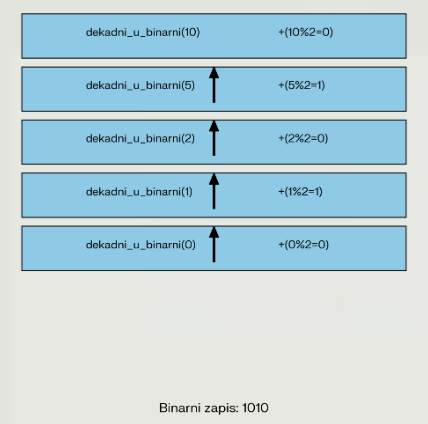 dekadni_u_binarni(10) +(10%2=0)
dekadni_u_binarni(5) +(5%2=1)
dekadni_u_binarni(2) +(2%2=0)
dekadni_u_binarni(1) +(1%2=1)
dekadni_u_binarni(0) +(0%2=0)
Binarni zapis: 1010